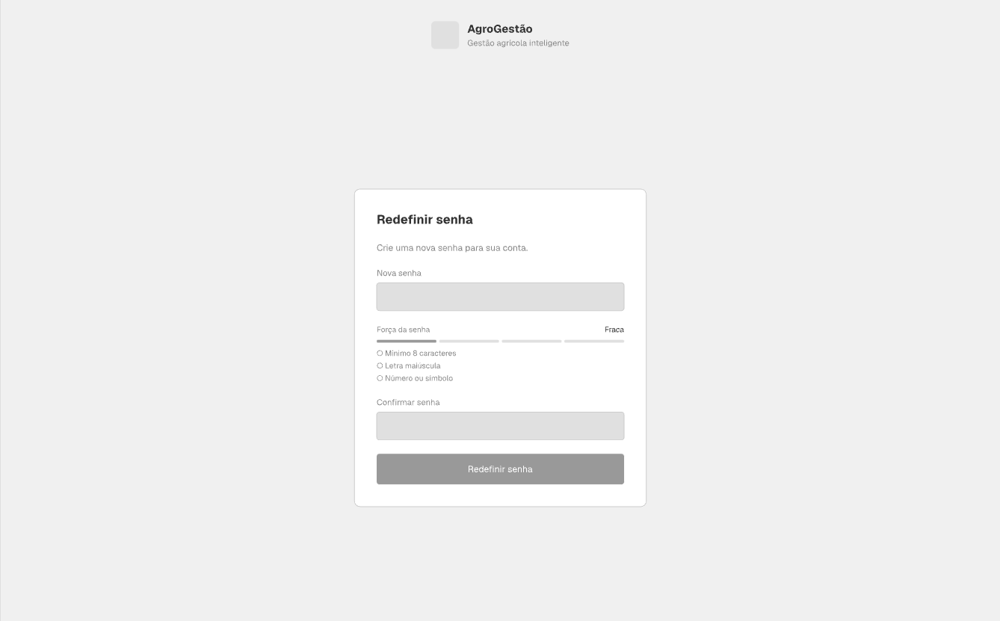 AgroGestão
Gestão agrícola inteligente
Redefinir senha
Crie uma nova senha para sua conta.
Nova senha
Força da senha Fraca
○ Mínimo 8 caracteres
○ Letra maiúscula
○ Número ou símbolo
Confirmar senha
Redefinir senha